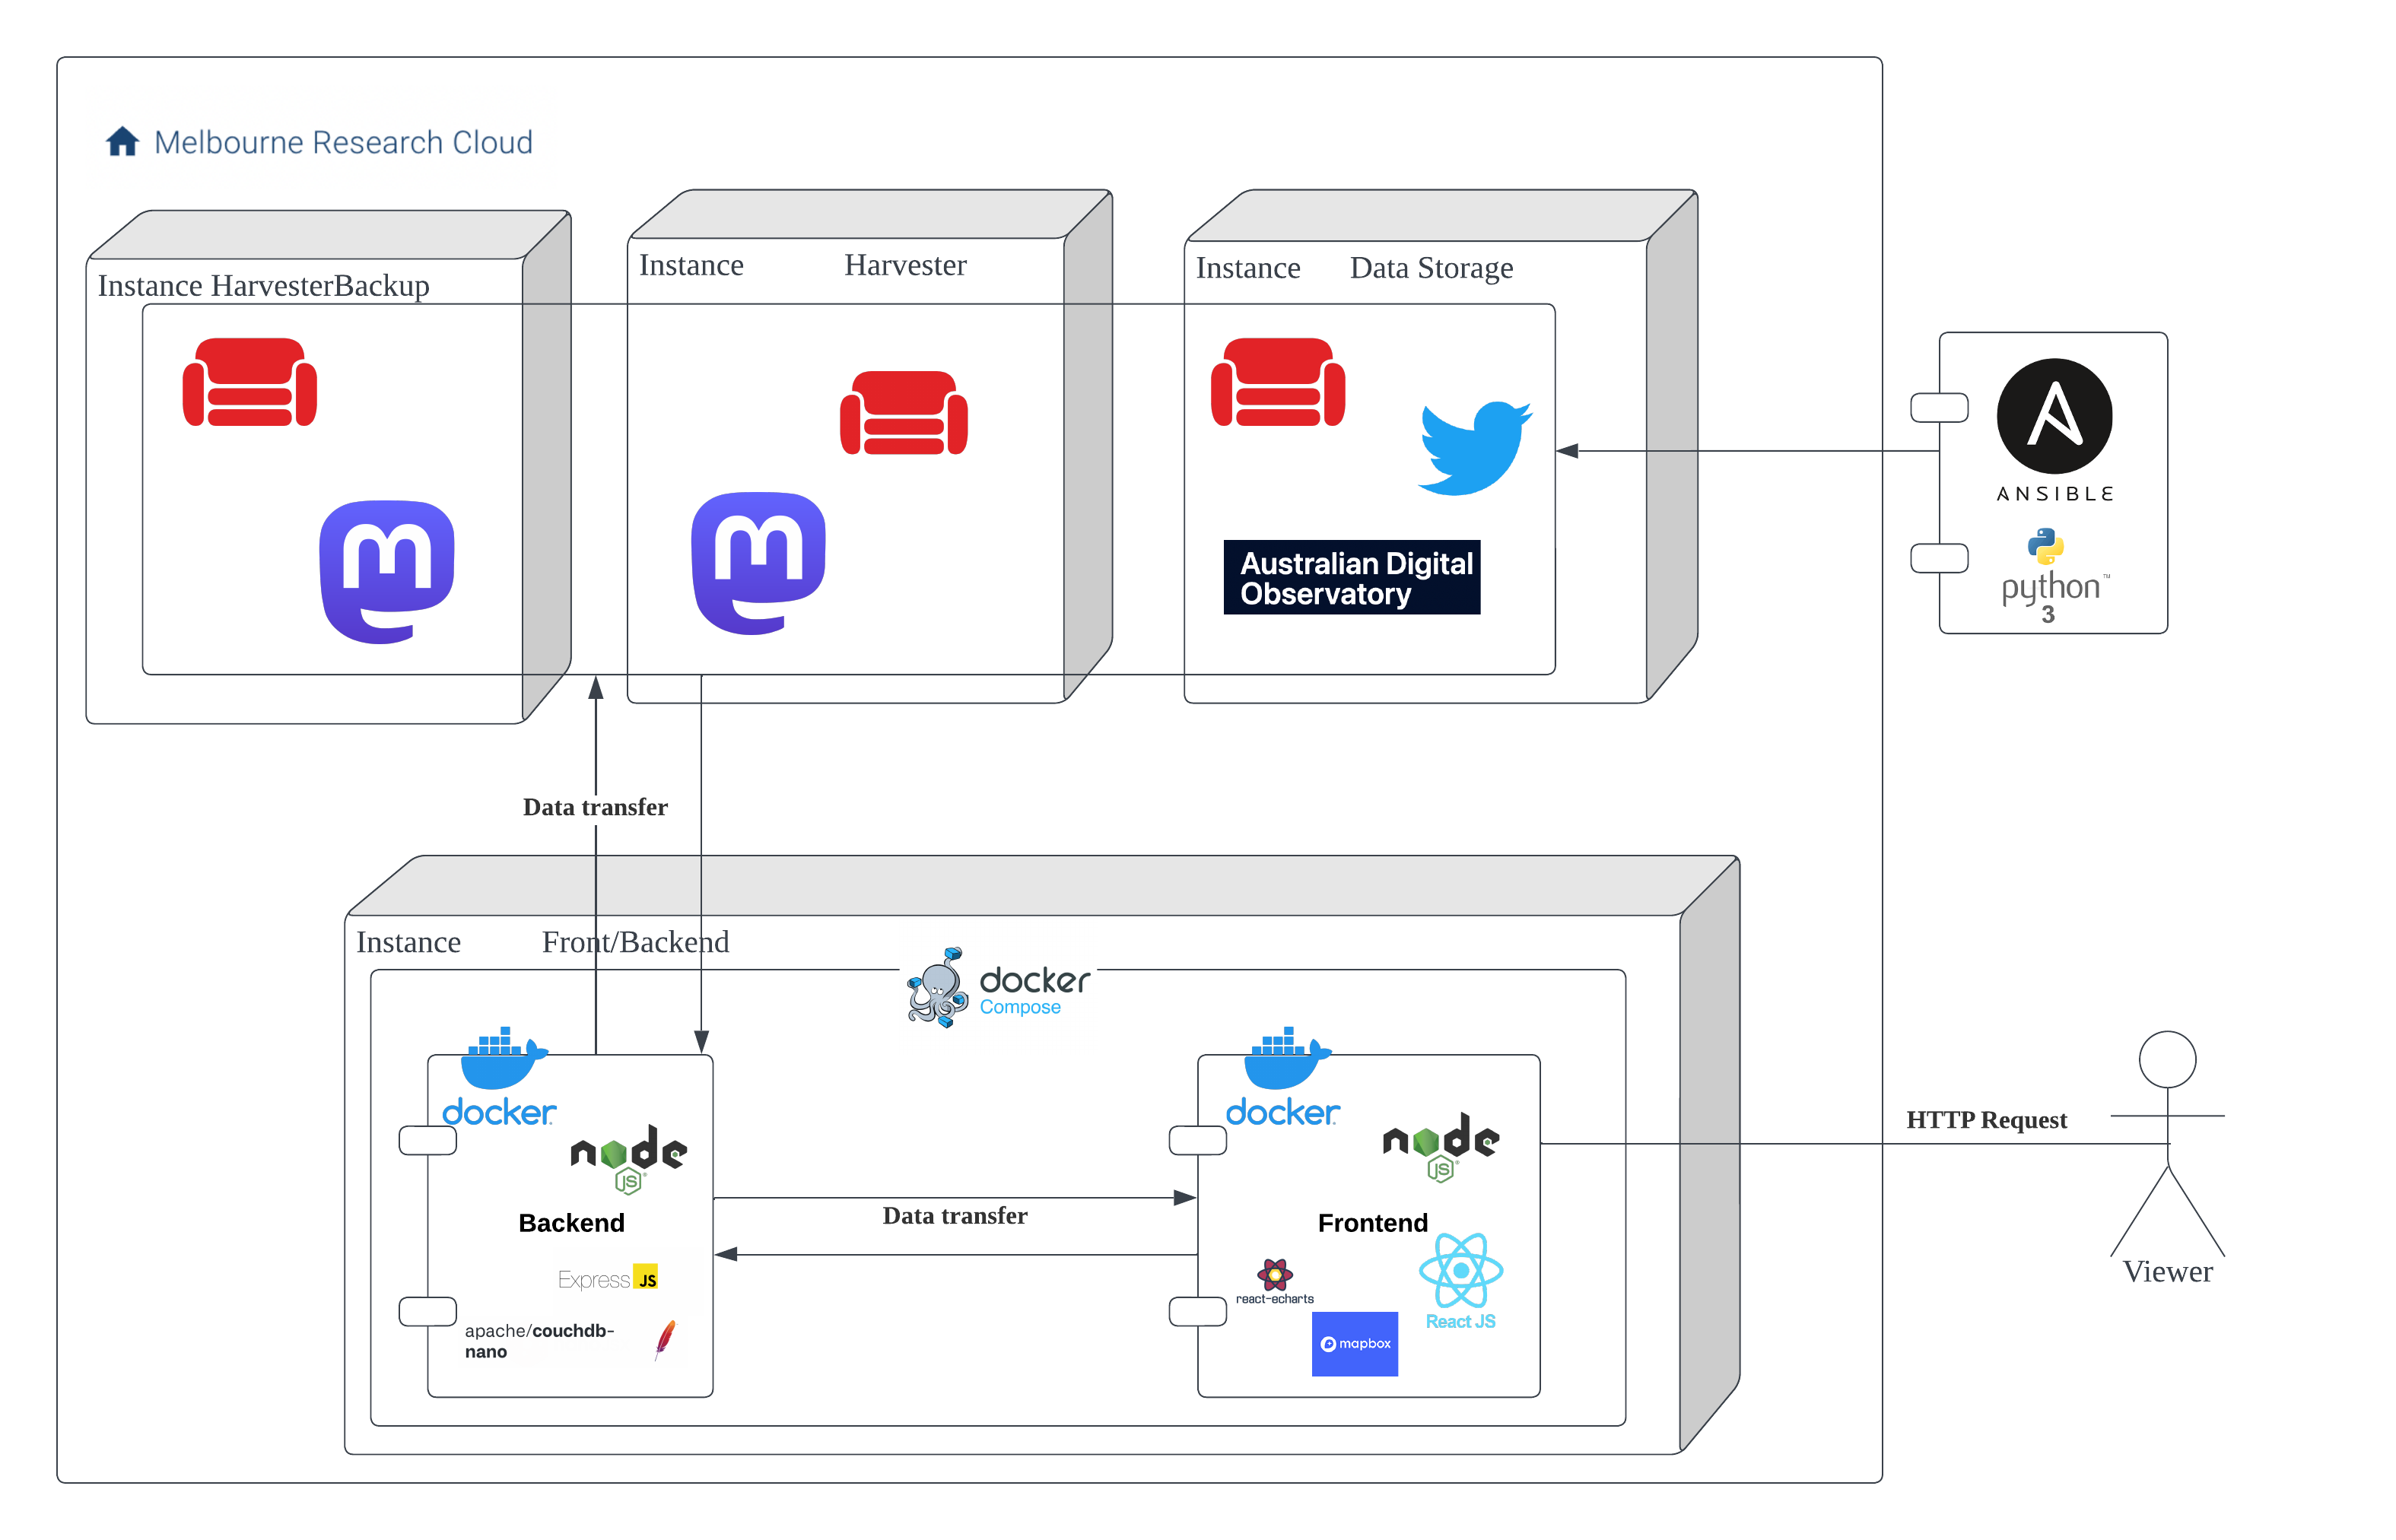 Melbourne Research Cloud
Instance HarvesterBackup
Instance Harvester
Instance Data Storage
Australian Digital
Observatory
ANSIBLE
python™
3
Data transfer
Instance Front/Backend
docker
Compose
docker
node
JS
Backend
Express JS
apache/couchdb-
nano
Data transfer
docker
node
JS
Frontend
react-echarts
React JS
mapbox
HTTP Request
Viewer